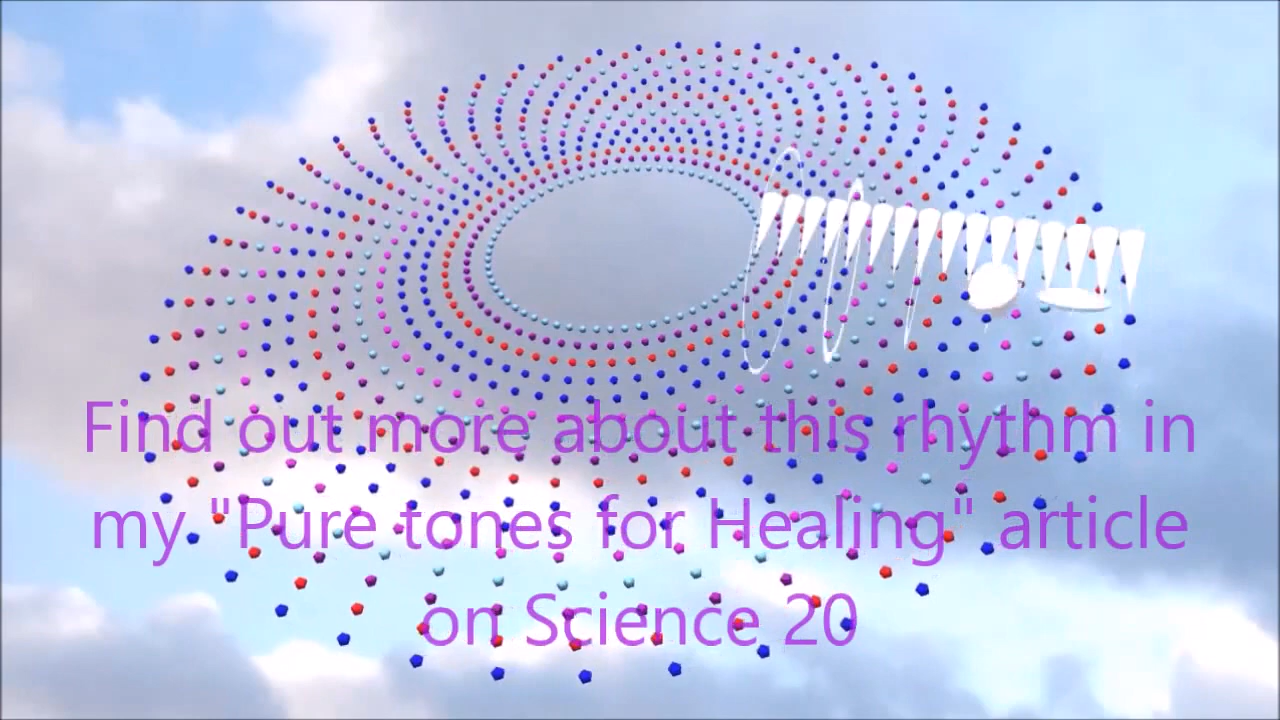 Find out more about this rhythm in
my "Pure tones for Healing" article
on Science 20